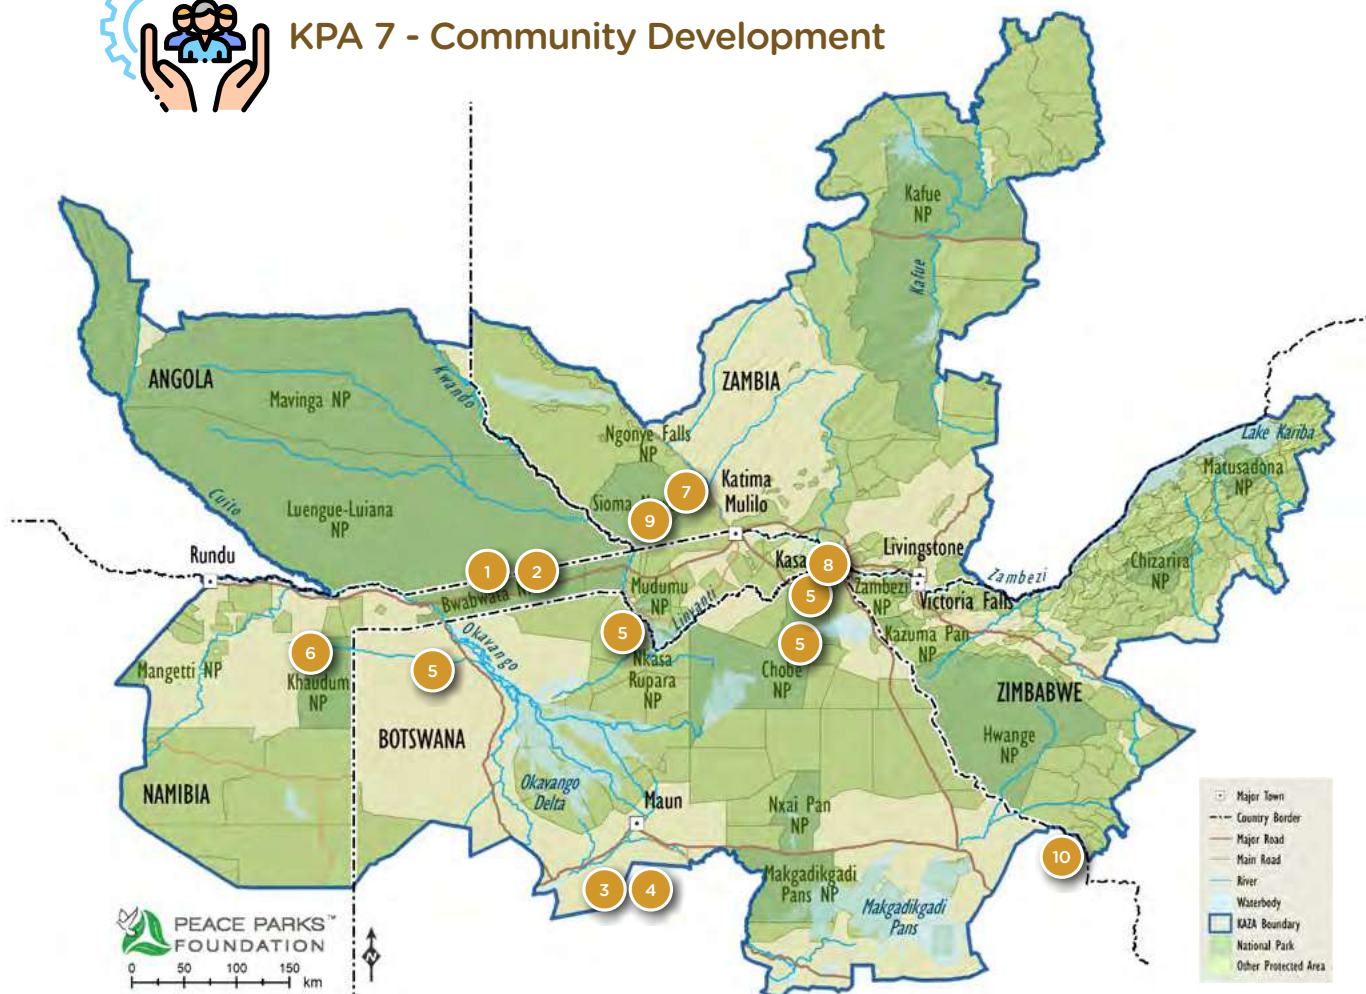 KPA 7 - Community Development
Kafue
NP
Kafue
ANGOLA
Mavinga NP
Kwando
ZAMBIA
Ngonye Falls
NP
Lake Kariba
Matusadona
NP
Katima
Mulilo
7
Sioma
9
Cuito
Luengue-Luiana
NP
Rundu
Livingstone
Kasa
8
Zambezi
Chizarira
NP
1
2
Bwabwata N
Mudumu
NP
Linyanti
5
Zambezi
NP
Victoria Falls
5
Okavango
Kazuma Pan
NP
5
6
Mangetti NP
Khaudum
NP
5
Nkasa
Rupara
NP
Chobe
NP
ZIMBABWE
Hwange
NP
BOTSWANA
NAMIBIA
Okavango
Delta
Maun
Nxai Pan
NP
10
3
4
Makgadikgadi
Pans NP
Makgadikgadi
Pans
PEACE PARKS™
FOUNDATION
0 50 100 150
km
N
Major Town
Country Border
Major Road
Main Road
River
Waterbody
KAZA Boundary
National Park
Other Protected Area